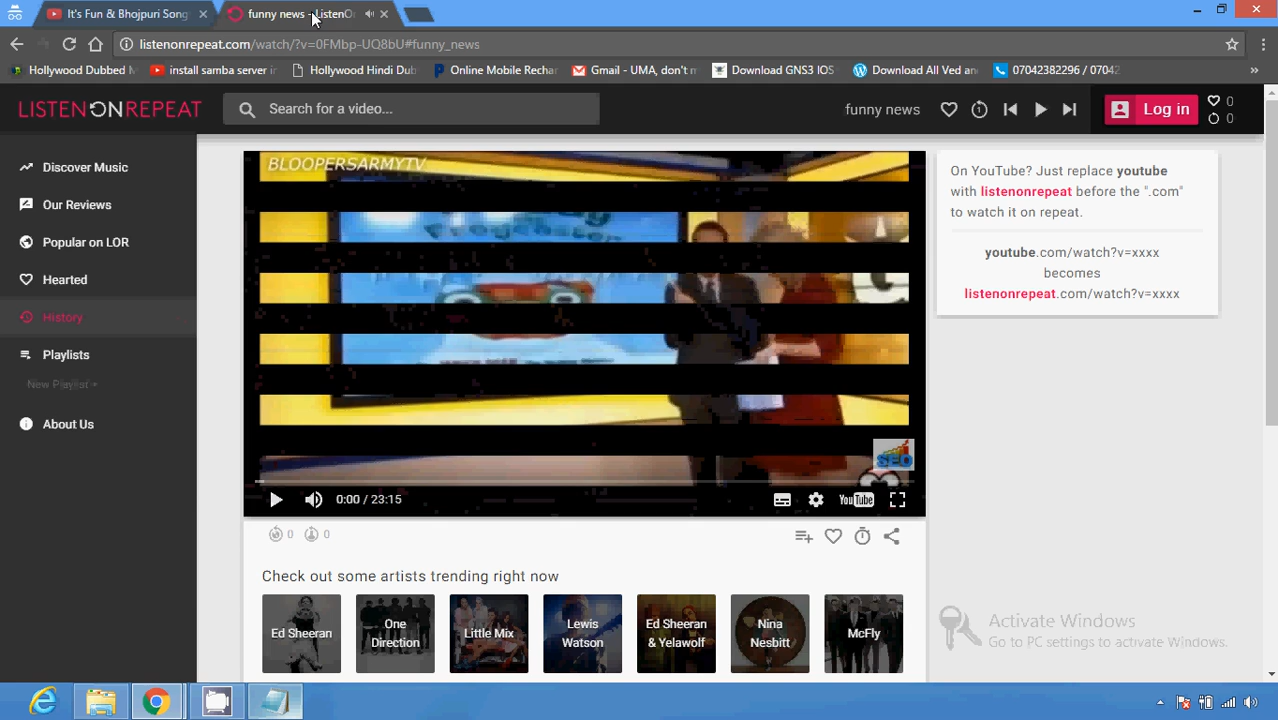 It's Fun & Bhojpuri Song
funny news - ListenO
listenonrepeat.com/watch/?v=0FMbp-UQ8bU#funny_news
Hollywood Dubbed M
install samba server in
Hollywood Hindi Dub
Online Mobile Rechar
Gmail - UMA, don't m
Download GNS3 IOS
Download All Ved and
07042382296 / 07042
»
LISTENONREPEAT
Search for a video...
funny news
1
Log in
0
0
Discover Music
Our Reviews
Popular on LOR
Hearted
History
Playlists
New Playlist +
About Us
BLOOPERSARMYTV
SEO
0:00 / 23:15
YouTube
On YouTube? Just replace youtube
with listenonrepeat before the ".com"
to watch it on repeat.
youtube.com/watch?v=xxxx
becomes
listenonrepeat.com/watch?v=xxxx
0
0
Check out some artists trending right now
Ed Sheeran
One
Direction
Little Mix
Lewis
Watson
Ed Sheeran
& Yelawolf
Nina
Nesbitt
McFly
Activate Windows
Go to PC settings to activate Windows.